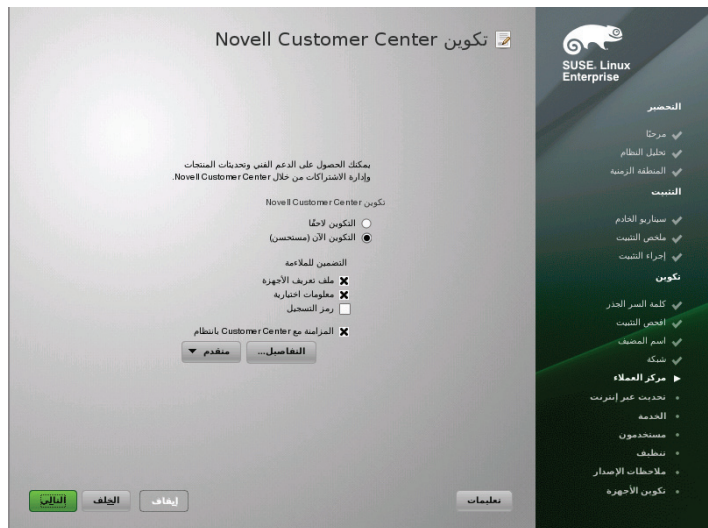 تكوين Novell Customer Center
SUSE. Linux
Enterprise
التحضير
مرحبًا
تحليل النظام
المنطقة الزمنية
التثبيت
سيناريو الخادم
ملخص التثبيت
إجراء التثبيت
تكوين
كلمة السر الجذر
افحص التثبيت
اسم المضيف
شبكة
مركز العملاء
تحديث عبر إنترنت
الخدمة
مستخدمون
تنظيف
ملاحظات الإصدار
تكوين الأجهزة
يمكنك الحصول على الدعم الفني وتحديثات المنتجات
وإدارة الاشتراكات من خلال Novell Customer Center.
تكوين Novell Customer Center
التكوين لاحقًا
التكوين الآن (مستحسن)
التضمين للملاءمة
ملف تعريف الأجهزة
معلومات اختيارية
رمز التسجيل
المزامنة مع Customer Center بانتظام
التفاصيل...
متقدم
تعليمات
إيقاف
الخلف
التالي